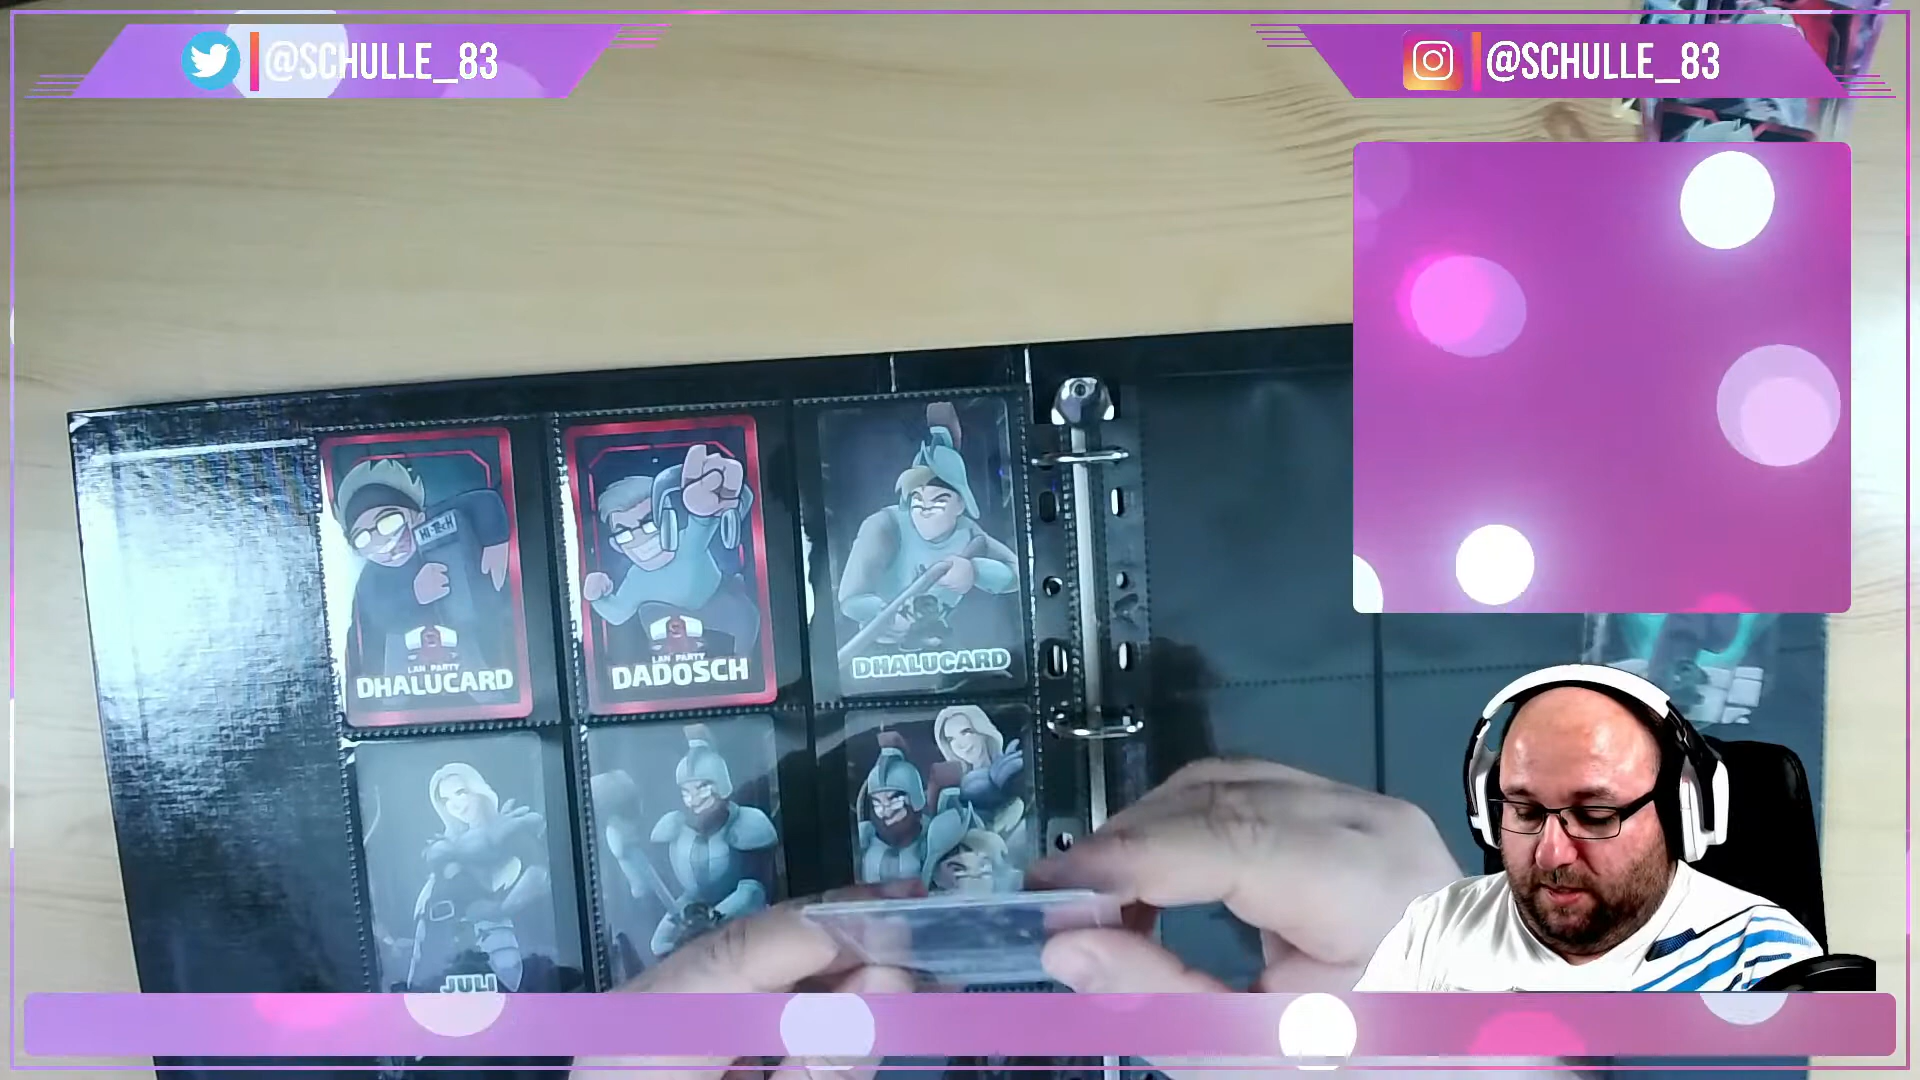 @SCHULLE_83
@SCHULLE_83
HI-TECH
LAN PARTY
DHALUCARD
LAN PARTY
DADOSCH
DHALUCARD
JULI